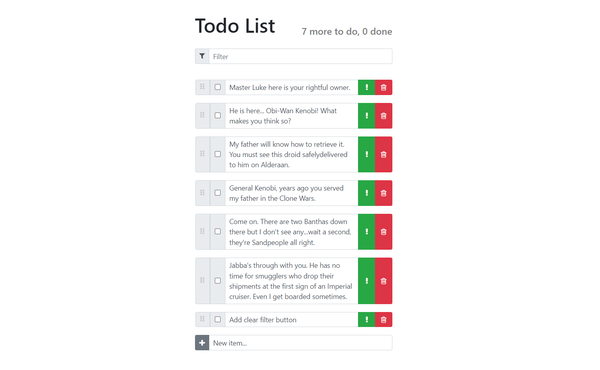 Todo List
7 more to do, 0 done
Filter
Master Luke here is your rightful owner.
He is here... Obi-Wan Kenobi! What
makes you think so?
My father will know how to retrieve it.
You must see this droid safelydelivered
to him on Alderaan.
General Kenobi, years ago you served
my father in the Clone Wars.
Come on. There are two Banthas down
there but I don't see any...wait a second,
they're Sandpeople all right.
Jabba's through with you. He has no
time for smugglers who drop their
shipments at the first sign of an Imperial
cruiser. Even I get boarded sometimes.
Add clear filter button
New item...